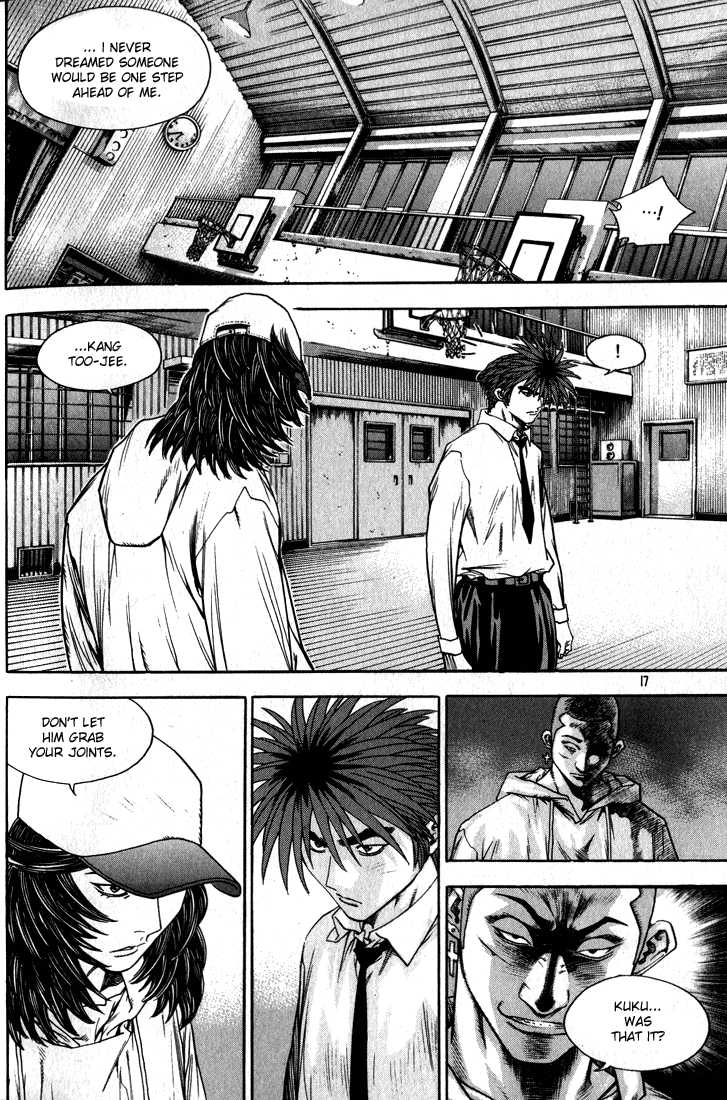 ... I NEVER
DREAMED SOMEONE
WOULD BE ONE STEP
AHEAD OF ME.
...!
...KANG
TOO-JEE.
!
17
DON'T LET
HIM GRAB
YOUR JOINTS.
KUKU...
WAS
THAT IT?